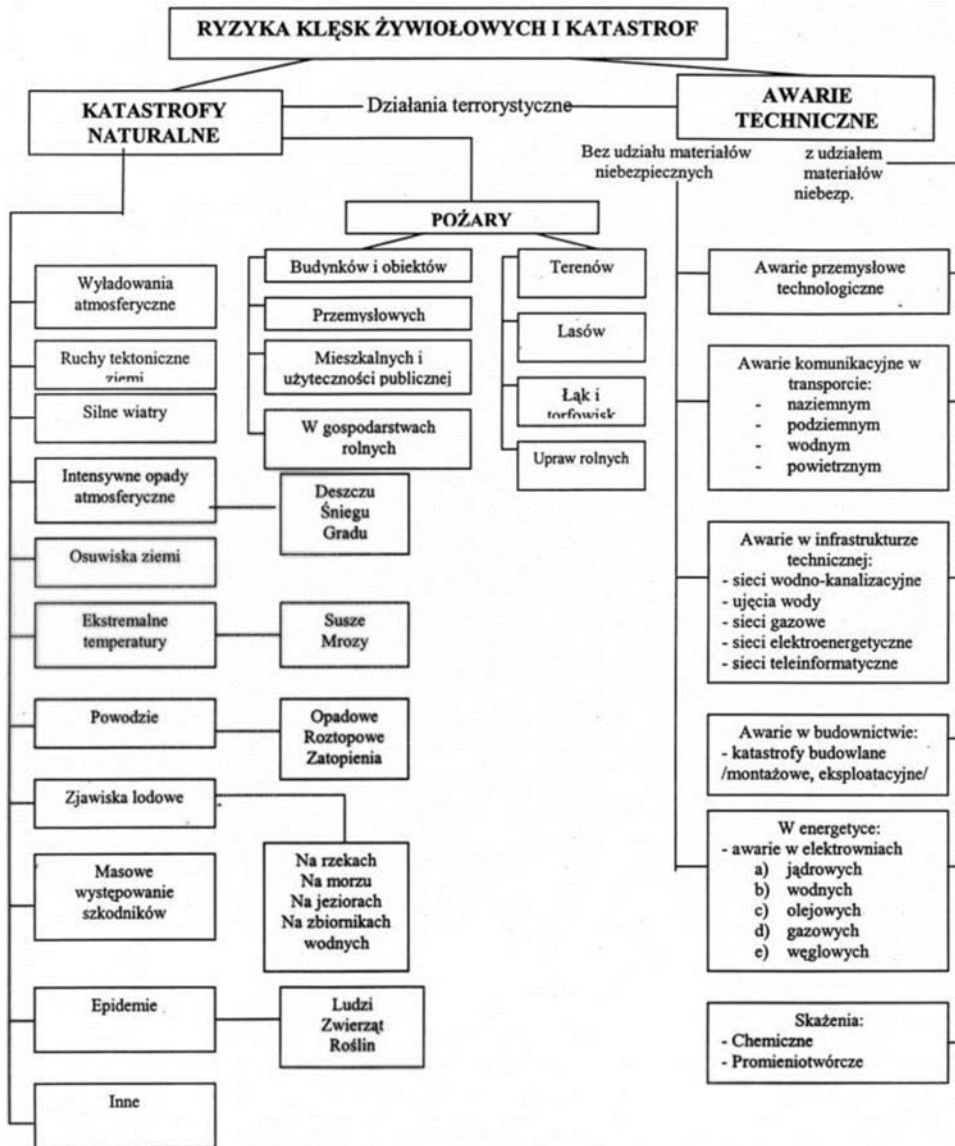 RYZYKA KLĘSK ŻYWIOŁOWYCH I KATASTROF
KATASTROFY
NATURALNE
Działania terrorystyczne
AWARIE
TECHNICZNE
Bez udziału materiałów
niebezpiecznych
z udziałem
materiałów
niebezp.
POŻARY
Wyładowania
atmosferyczne
Ruchy tektoniczne
ziemi
Silne wiatry
Intensywne opady
atmosferyczne
Deszczu
Śniegu
Gradu
Osuwiska ziemi
Ekstremalne
temperatury
Susze
Mrozy
Powodzie
Opadowe
Roztopowe
Zatopienia
Zjawiska lodowe
Na rzekach
Na morzu
Na jeziorach
Na zbiornikach
wodnych
Masowe
występowanie
szkodników
Epidemie
Ludzi
Zwierząt
Roślin
Inne
Budynków i obiektów
Przemysłowych
Mieszkalnych i
użyteczności publicznej
W gospodarstwach
rolnych
Terenów
Lasów
Łąk i
torfowisk
Upraw rolnych
Awarie przemysłowe
technologiczne
Awarie komunikacyjne w
transporcie:
- naziemnym
- podziemnym
- wodnym
- powietrznym
Awarie w infrastrukturze
technicznej:
- sieci wodno-kanalizacyjne
- ujęcia wody
- sieci gazowe
- sieci elektroenergetyczne
- sieci teleinformatyczne
Awarie w budownictwie:
- katastrofy budowlane
/montażowe, eksploatacyjne/
W energetyce:
- awarie w elektrowniach
a) jądrowych
b) wodnych
c) olejowych
d) gazowych
e) węglowych
Skażenia:
- Chemiczne
- Promieniotwórcze